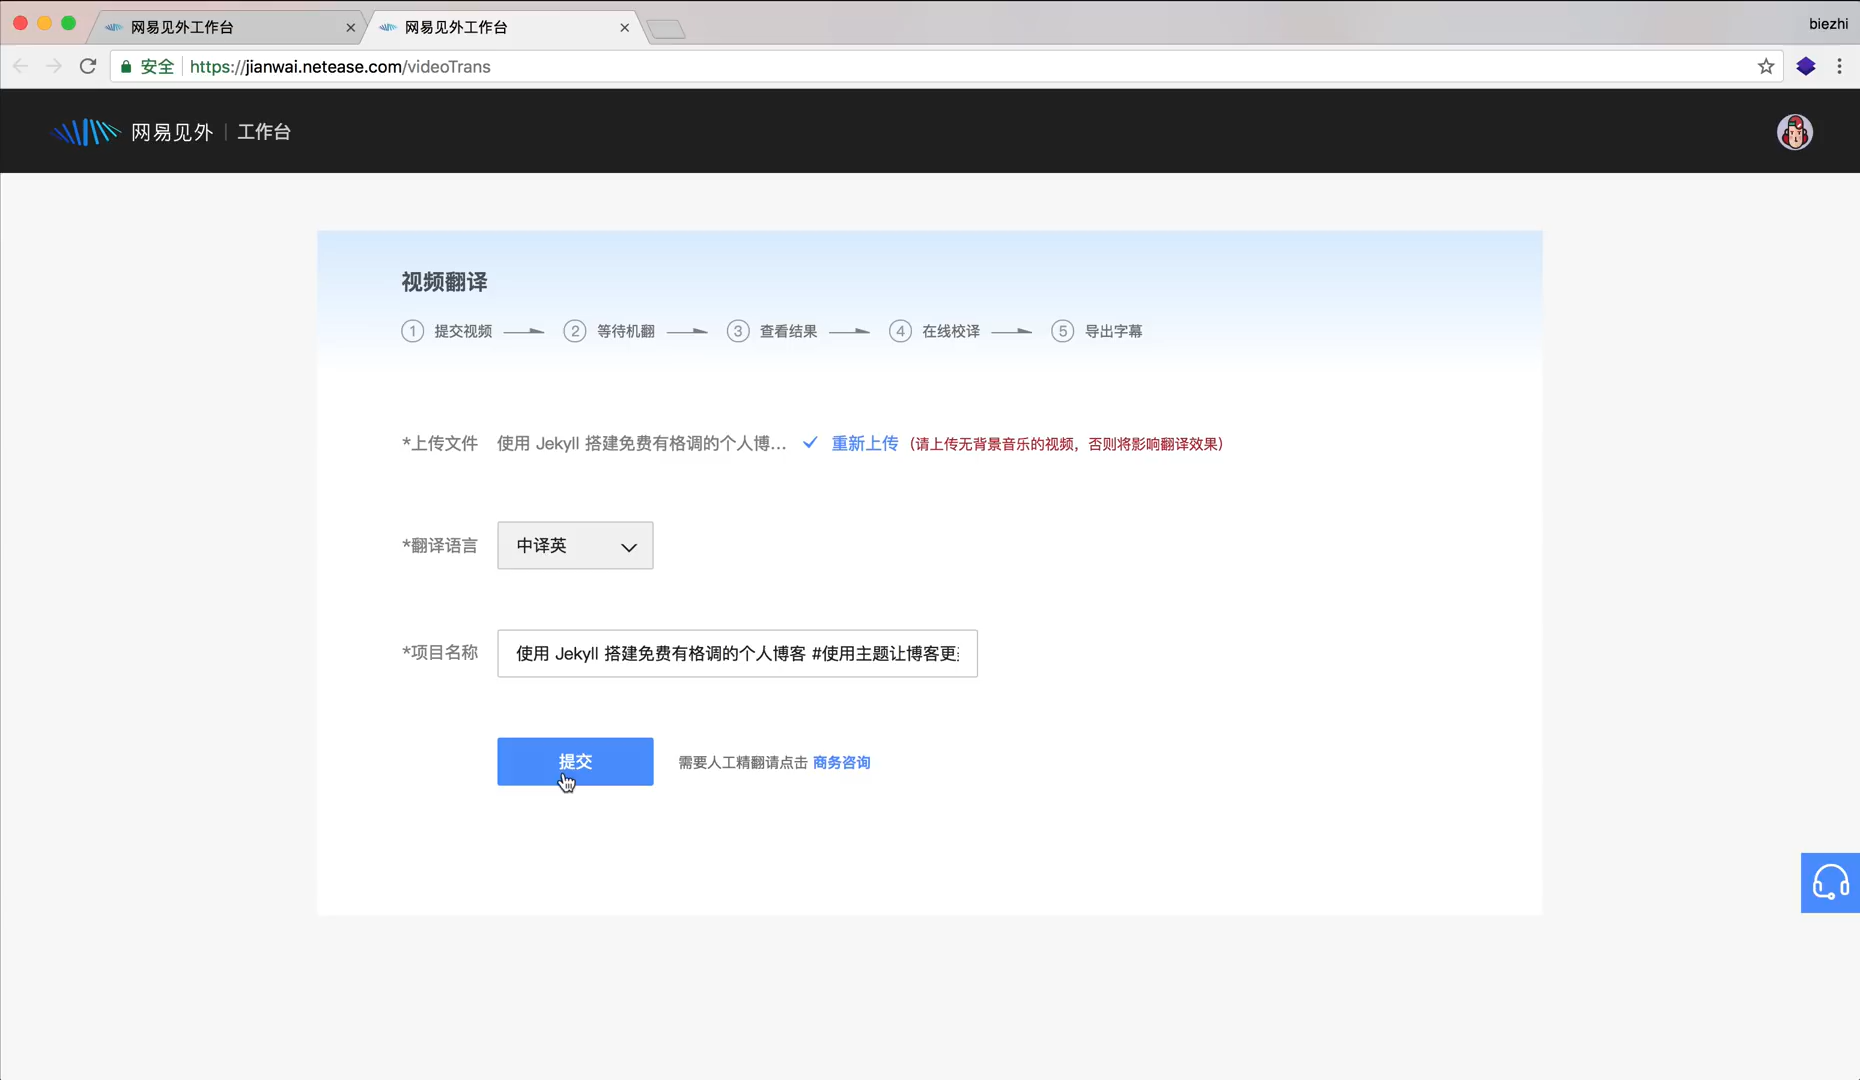 网易见外工作台
网易见外工作台
biezhi
安全 https://jianwai.netease.com/videoTrans
网易见外 | 工作台
视频翻译
1 提交视频 2 等待机翻 3 查看结果 4 在线校译 5 导出字幕
*上传文件 使用 Jekyll 搭建免费有格调的个人博... 重新上传 (请上传无背景音乐的视频，否则将影响翻译效果)
*翻译语言 中译英
*项目名称 使用 Jekyll 搭建免费有格调的个人博客 #使用主题让博客更
提交 需要人工精翻请点击 商务咨询